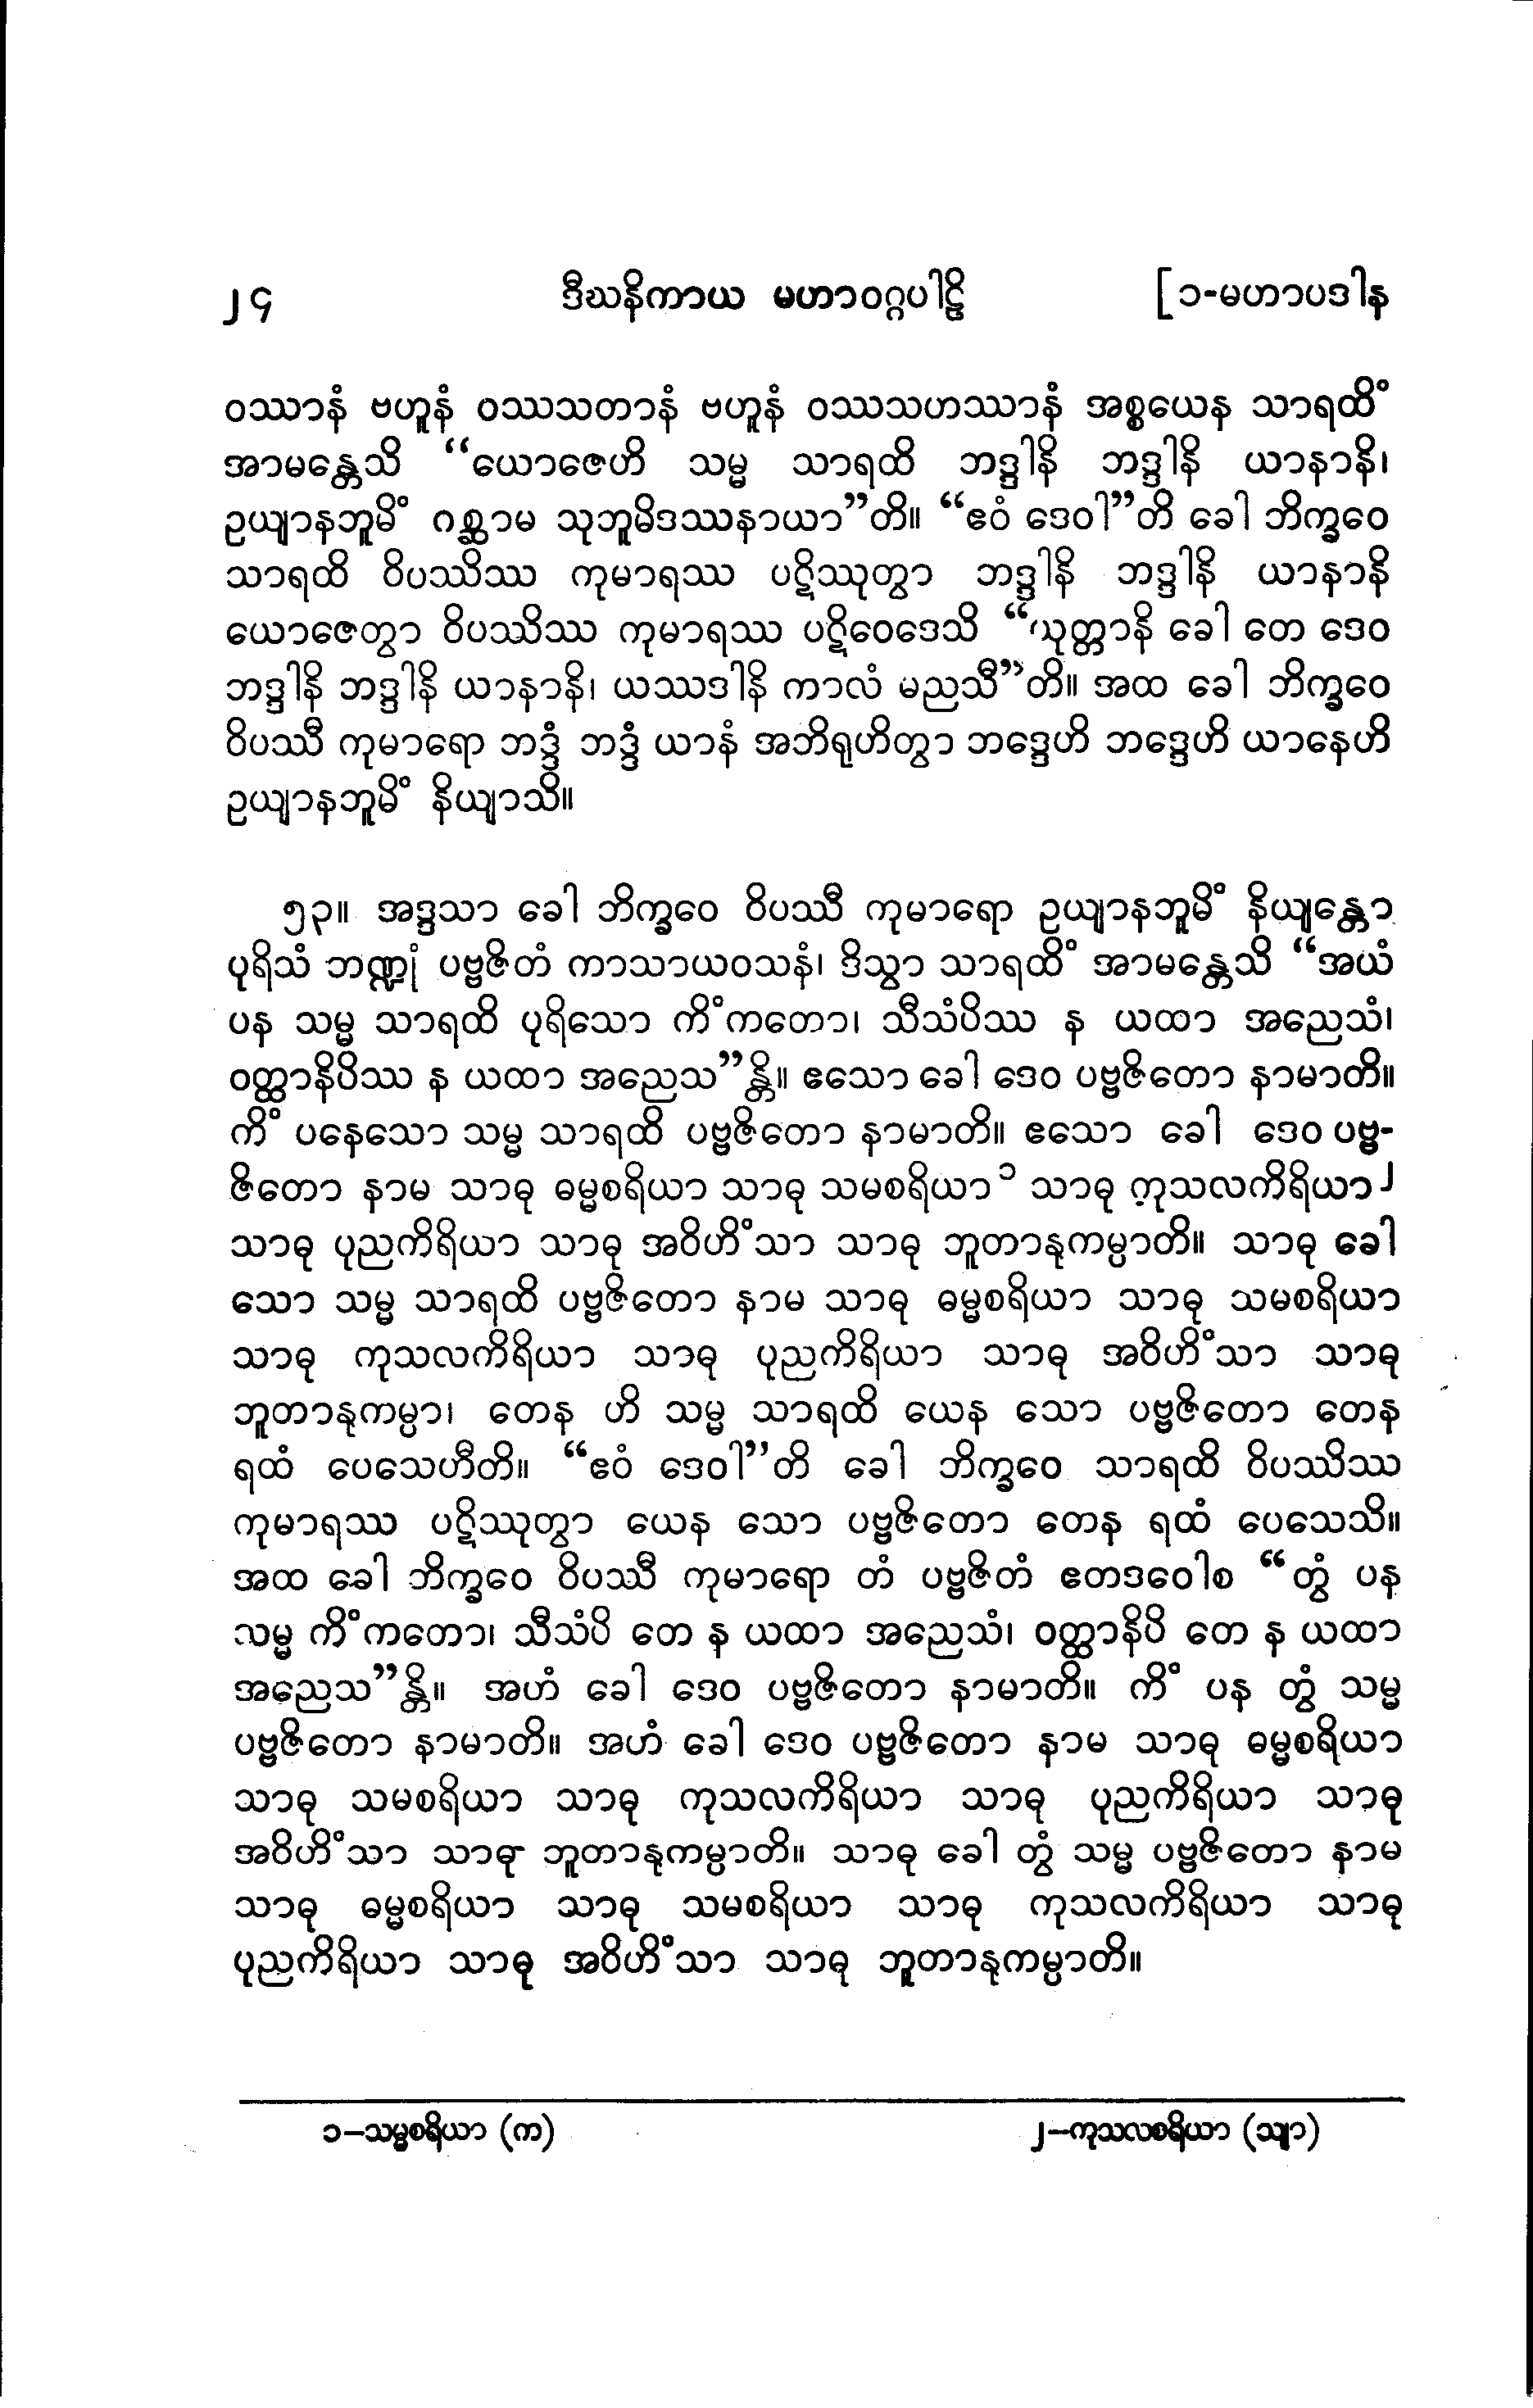 ၂၄ ဒီဃနိကာယ မဟာဝဂ္ဂပါဠိ [၁-မဟာပဒါန
ဝဿာနံ ဗဟူနံ ဝဿသတာနံ ဗဟူနံ ဝဿသဟဿာနံ အစ္စယေန သာရထိံ
အာမန္တေသိ “ယောဇေဟိ သမ္မ သာရထိ ဘဒ္ဒါနိ ဘဒ္ဒါနိ ယာနာနိ၊
ဥယျာနဘူမိံ ဂစ္ဆာမ သုဘူမိဒဿနာယာ”တိ။ “ဧဝံ ဒေဝါ”တိ ခေါ ဘိက္ခဝေ
သာရထိ ဝိပဿိဿ ကုမာရဿ ပဋိဿုတွာ ဘဒ္ဒါနိ ဘဒ္ဒါနိ ယာနာနိ
ယောဇေတွာ ဝိပဿိဿ ကုမာရဿ ပဋိဝေဒေသိ “ယုတ္တာနိ ခေါ တေ ဒေဝ
ဘဒ္ဒါနိ ဘဒ္ဒါနိ ယာနာနိ၊ ယဿဒါနိ ကာလံ မညသီ”တိ။ အထ ခေါ ဘိက္ခဝေ
ဝိပဿီ ကုမာရော ဘဒ္ဒံ ဘဒ္ဒံ ယာနံ အဘိရုဟိတွာ ဘဒ္ဒေဟိ ဘဒ္ဒေဟိ ယာနေဟိ
ဥယျာနဘူမိံ နိယျာသိ။
၅၃။ အဒ္ဒသာ ခေါ ဘိက္ခဝေ ဝိပဿီ ကုမာရော ဥယျာနဘူမိံ နိယျန္တော
ပုရိသံ ဘဏ္ဍုံ ပဗ္ဗဇိတံ ကာသာယဝသနံ၊ ဒိသွာ သာရထိံ အာမန္တေသိ “အယံ
ပန သမ္မ သာရထိ ပုရိသော ကိံကတော၊ သီသံပိဿ န ယထာ အညေသံ၊
ဝတ္ထာနိပိဿ န ယထာ အညေသ”န္တိ။ ဧသော ခေါ ဒေဝ ပဗ္ဗဇိတော နာမာတိ။
ကိံ ပနေသော သမ္မ သာရထိ ပဗ္ဗဇိတော နာမာတိ။ ဧသော ခေါ ဒေဝ ပဗ္ဗ-
ဇိတော နာမ သာဓု ဓမ္မစရိယာ သာဓု သမစရိယာ၁ သာဓု ကုသလကိရိယာ၂
သာဓု ပုညကိရိယာ သာဓု အဝိဟိံသာ သာဓု ဘူတာနုကမ္ပာတိ။ သာဓု ခေါ
သော သမ္မ သာရထိ ပဗ္ဗဇိတော နာမ သာဓု ဓမ္မစရိယာ သာဓု သမစရိယာ
သာဓု ကုသလကိရိယာ သာဓု ပုညကိရိယာ သာဓု အဝိဟိံသာ သာဓု
ဘူတာနုကမ္ပာ၊ တေန ဟိ သမ္မ သာရထိ ယေန သော ပဗ္ဗဇိတော တေန
ရထံ ပေသေဟီတိ။ “ဧဝံ ဒေဝါ”တိ ခေါ ဘိက္ခဝေ သာရထိ ဝိပဿိဿ
ကုမာရဿ ပဋိဿုတွာ ယေန သော ပဗ္ဗဇိတော တေန ရထံ ပေသေသိ။
အထ ခေါ ဘိက္ခဝေ ဝိပဿီ ကုမာရော တံ ပဗ္ဗဇိတံ ဧတဒဝေါစ “တွံ ပန
သမ္မ ကိံကတော၊ သီသံပိ တေ န ယထာ အညေသံ၊ ဝတ္ထာနိပိ တေ န ယထာ
အညေသ”န္တိ။ အဟံ ခေါ ဒေဝ ပဗ္ဗဇိတော နာမာတိ။ ကိံ ပန တွံ သမ္မ
ပဗ္ဗဇိတော နာမာတိ။ အဟံ ခေါ ဒေဝ ပဗ္ဗဇိတော နာမ သာဓု ဓမ္မစရိယာ
သာဓု သမစရိယာ သာဓု ကုသလကိရိယာ သာဓု ပုညကိရိယာ သာဓု
အဝိဟိံသာ သာဓု ဘူတာနုကမ္ပာတိ။ သာဓု ခေါ တွံ သမ္မ ပဗ္ဗဇိတော နာမ
သာဓု ဓမ္မစရိယာ သာဓု သမစရိယာ သာဓု ကုသလကိရိယာ သာဓု
ပုညကိရိယာ သာဓု အဝိဟိံသာ သာဓု ဘူတာနုကမ္ပာတိ။
၁–သမ္မစရိယာ (က) ၂–ကုသလစရိယာ (သျာ)